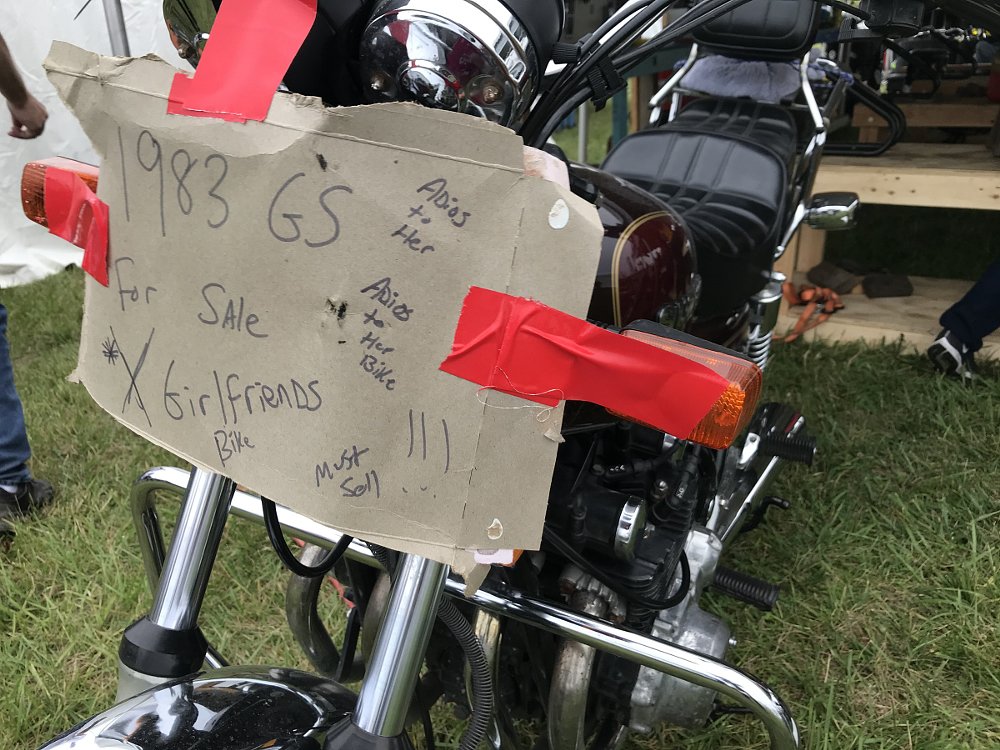 1983 GS
For SALe
*X Girlfriends
Bike
Must
Sell
!!!
ADios
to
Her
ADios
to
Her
Bike